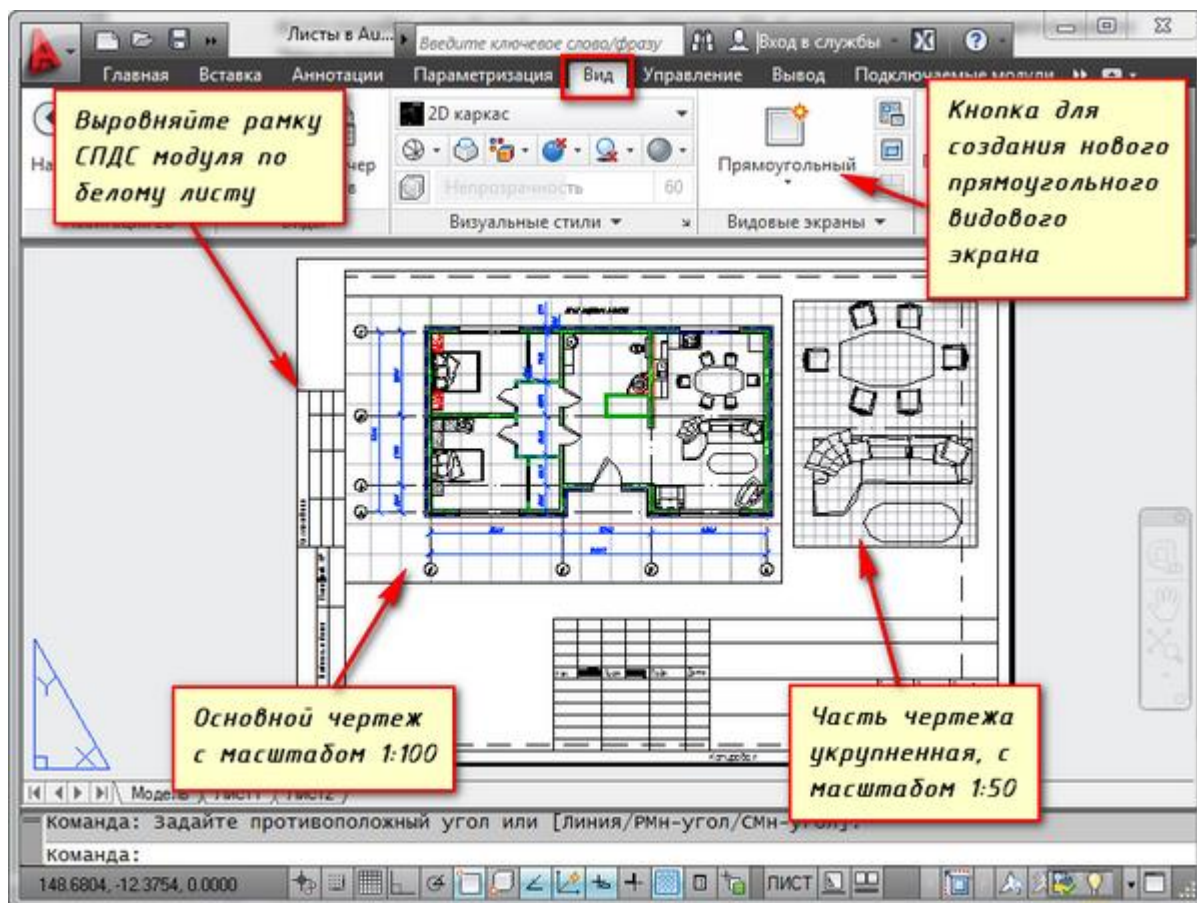 Листы в Au...
Введите ключевое слово/фразу
Вход в службы
Главная Вставка Аннотации Параметризация Вид Управление Вывод Подключаемые модули
Выровняйте рамку
СПДС модуля по
белому листу
2D каркас
Непрозрачность 60
Визуальные стили
Прямоугольный
Видовые экраны
Кнопка для
создания нового
прямоугольного
видового
экрана
Основной чертеж
с масштабом 1:100
Часть чертежа
укрупненная, с
масштабом 1:50
Модель Лист1 Лист2
Команда: Задайте противоположный угол или [Линия/РМн-угол/СМн-угол]:
Команда:
148.6804, -12.3754, 0.0000
ЛИСТ